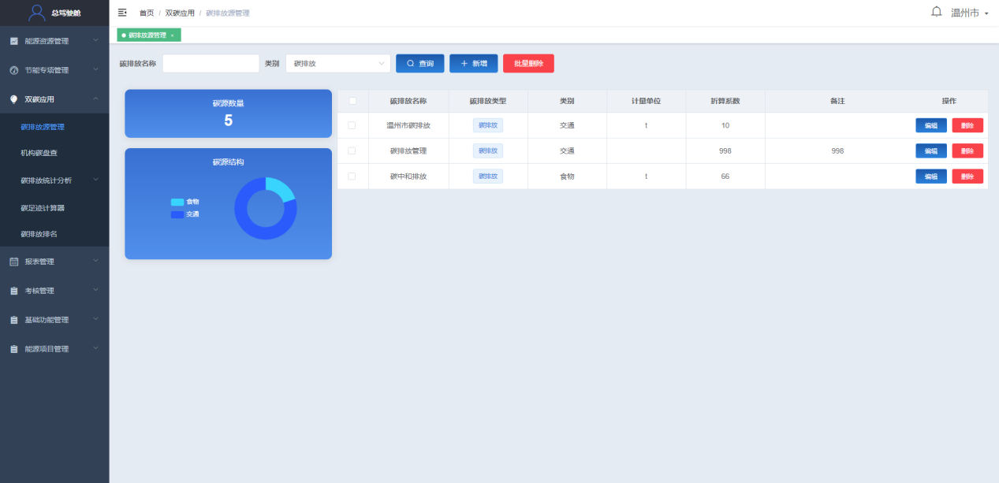 总驾驶舱
首页 / 双碳应用 / 碳排放源管理
温州市
能源资源管理
节能专项管理
双碳应用
碳排放源管理
机构碳盘查
碳排放统计分析
碳足迹计算器
碳排放排名
报表管理
考核管理
基础功能管理
能源项目管理
碳排放源管理 ×
碳排放名称 类别 碳排放 查询 + 新增 批量删除
碳源数量
5
碳源结构
食物
交通
碳排放名称 碳排放类型 类别 计量单位 折算系数 备注 操作
温州市碳排放 碳排放 交通 t 10 编辑 删除
碳排放管理 碳排放 交通 998 998 编辑 删除
碳中和排放 碳排放 食物 t 66 编辑 删除